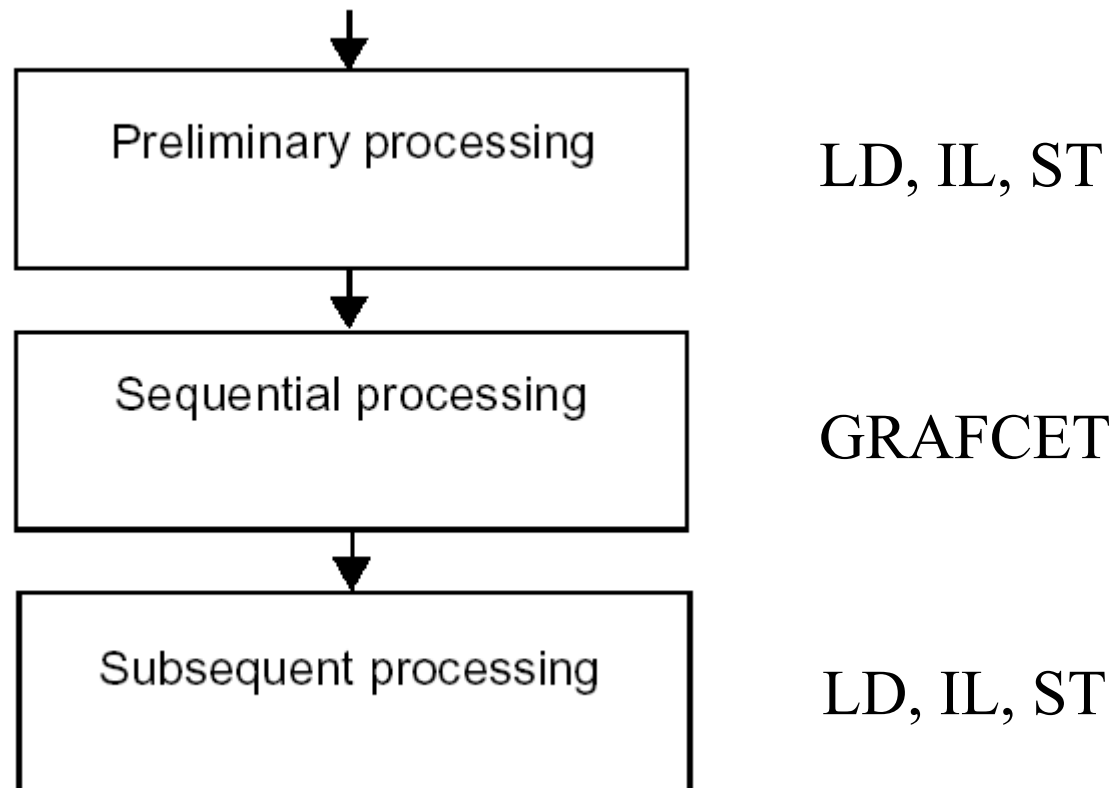 Preliminary processing
LD, IL, ST
Sequential processing
GRAFCET
Subsequent processing
LD, IL, ST